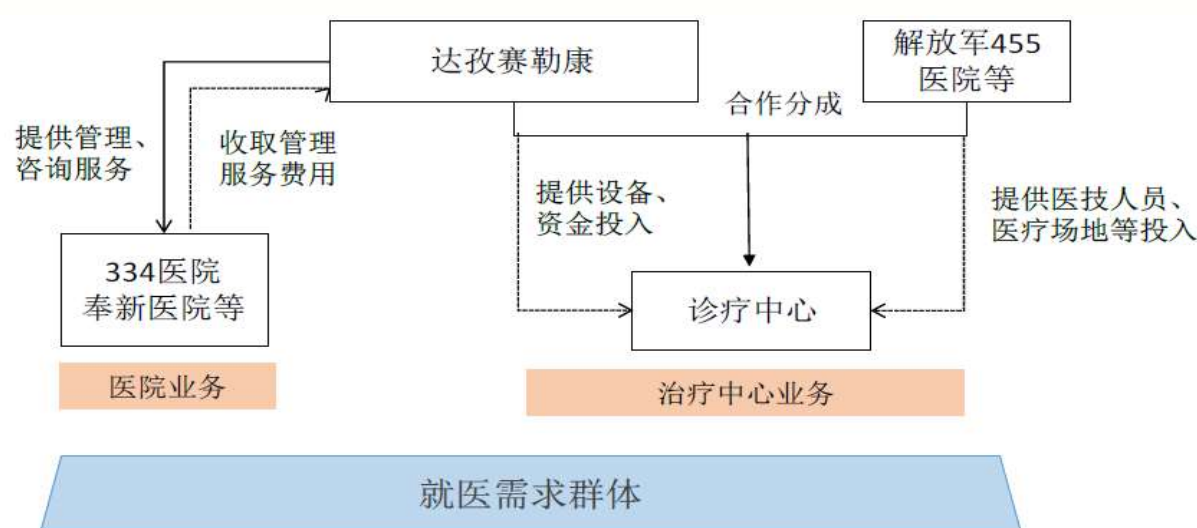 达孜赛勒康
解放军455
医院等
合作分成
提供管理、
咨询服务
收取管理
服务费用
提供设备、
资金投入
提供医技人员、
医疗场地等投入
334医院
奉新医院等
诊疗中心
医院业务
治疗中心业务
就医需求群体